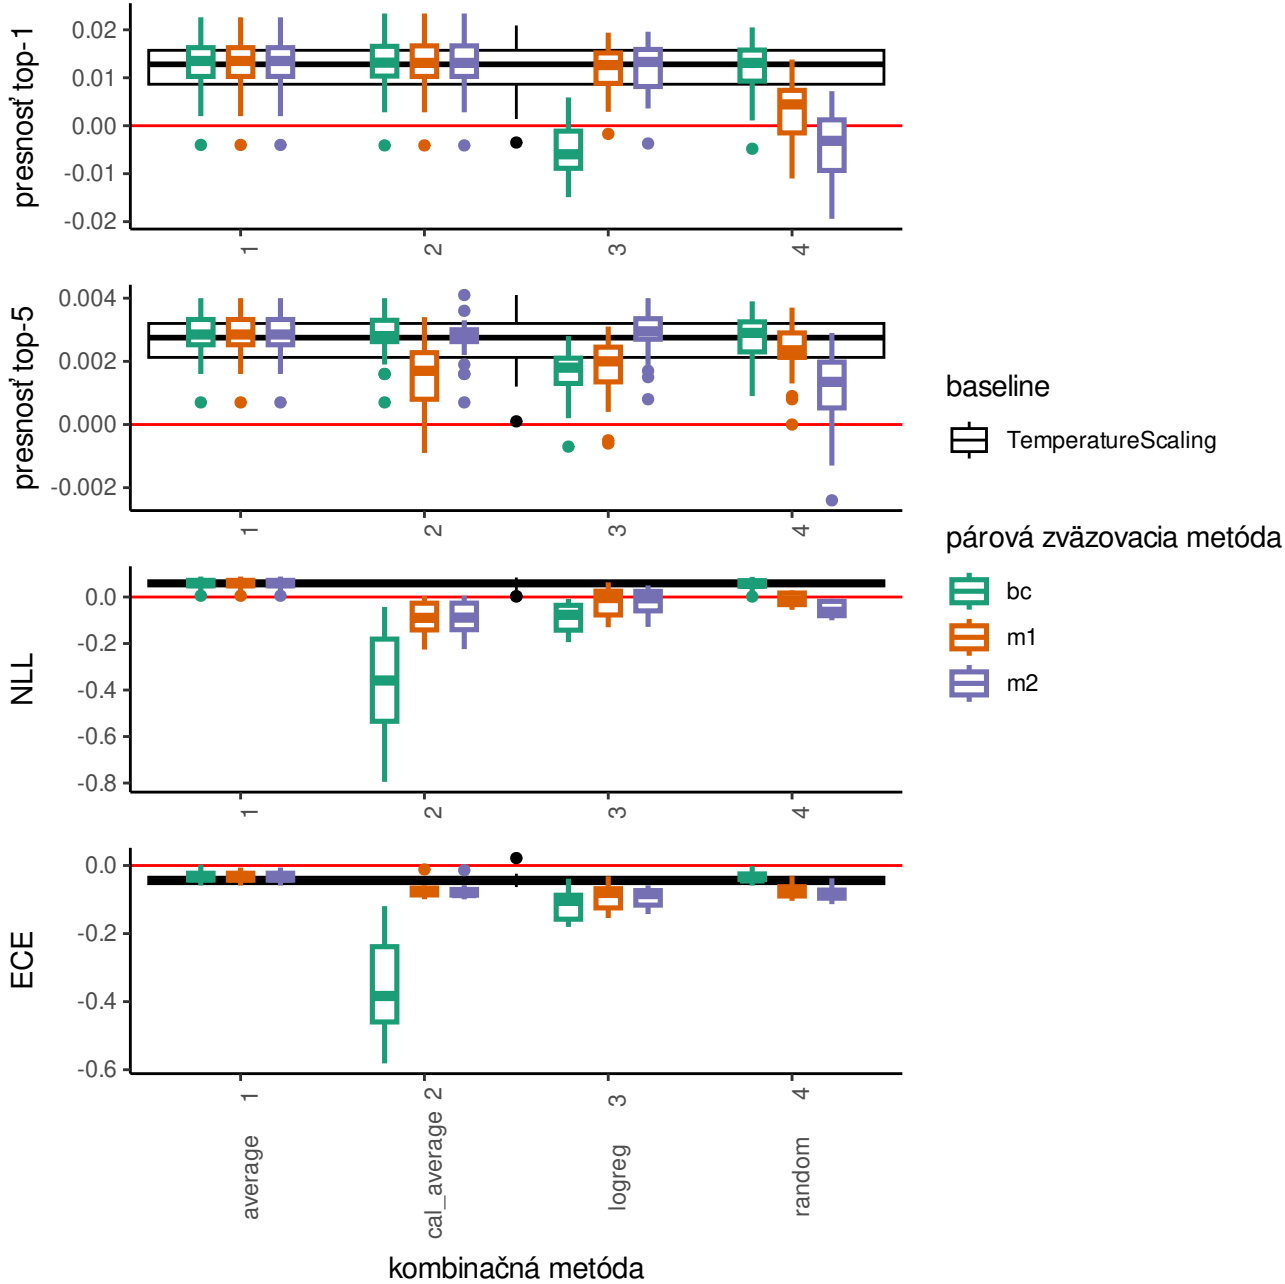 presnosť top-1
0.02
0.01
0.00
-0.01
-0.02
1
2
3
4
presnosť top-5
0.004
0.002
0.000
-0.002
1
2
3
4
NLL
0.0
-0.2
-0.4
-0.6
-0.8
1
2
3
4
ECE
0.0
-0.2
-0.4
-0.6
average 1
cal_average 2
logreg 3
random 4
kombinačná metóda
baseline
TemperatureScaling
párová zväzovacia metóda
bc
m1
m2